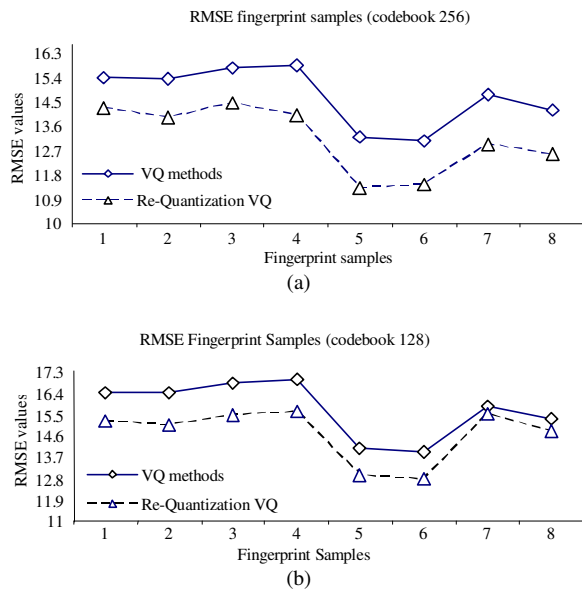 RMSE fingerprint samples (codebook 256)
16.3
15.4
14.5
13.6
12.7
11.8
10.9
10
RMSE values
VQ methods
Re-Quantization VQ
1 2 3 4 5 6 7 8
Fingerprint samples
(a)
RMSE Fingerprint Samples (codebook 128)
17.3
16.4
15.5
14.6
13.7
12.8
11.9
11
RMSE values
VQ methods
Re-Quantization VQ
1 2 3 4 5 6 7 8
Fingerprint Samples
(b)